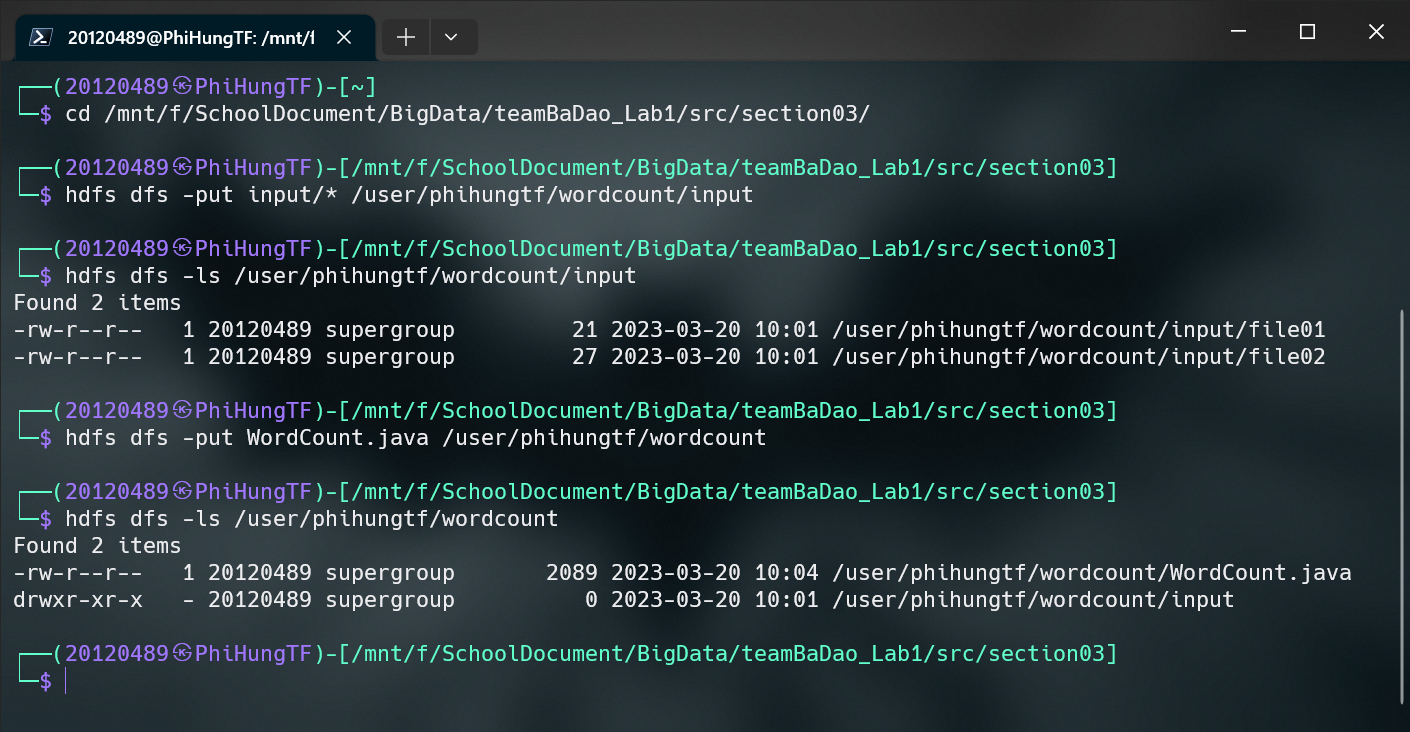 20120489@PhiHungTF: /mnt/f
┌──(20120489㉿PhiHungTF)-[~]
└─$ cd /mnt/f/SchoolDocument/BigData/teamBaDao_Lab1/src/section03/
┌──(20120489㉿PhiHungTF)-[/mnt/f/SchoolDocument/BigData/teamBaDao_Lab1/src/section03]
└─$ hdfs dfs -put input/* /user/phihungtf/wordcount/input
┌──(20120489㉿PhiHungTF)-[/mnt/f/SchoolDocument/BigData/teamBaDao_Lab1/src/section03]
└─$ hdfs dfs -ls /user/phihungtf/wordcount/input
Found 2 items
-rw-r--r--   1 20120489 supergroup         21 2023-03-20 10:01 /user/phihungtf/wordcount/input/file01
-rw-r--r--   1 20120489 supergroup         27 2023-03-20 10:01 /user/phihungtf/wordcount/input/file02
┌──(20120489㉿PhiHungTF)-[/mnt/f/SchoolDocument/BigData/teamBaDao_Lab1/src/section03]
└─$ hdfs dfs -put WordCount.java /user/phihungtf/wordcount
┌──(20120489㉿PhiHungTF)-[/mnt/f/SchoolDocument/BigData/teamBaDao_Lab1/src/section03]
└─$ hdfs dfs -ls /user/phihungtf/wordcount
Found 2 items
-rw-r--r--   1 20120489 supergroup       2089 2023-03-20 10:04 /user/phihungtf/wordcount/WordCount.java
drwxr-xr-x   - 20120489 supergroup          0 2023-03-20 10:01 /user/phihungtf/wordcount/input
┌──(20120489㉿PhiHungTF)-[/mnt/f/SchoolDocument/BigData/teamBaDao_Lab1/src/section03]
└─$